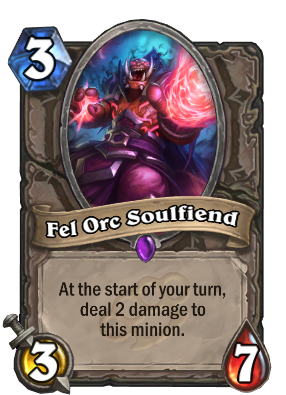 3
Fel Orc Soulfiend
At the start of your turn,
deal 2 damage to
this minion.
3
7